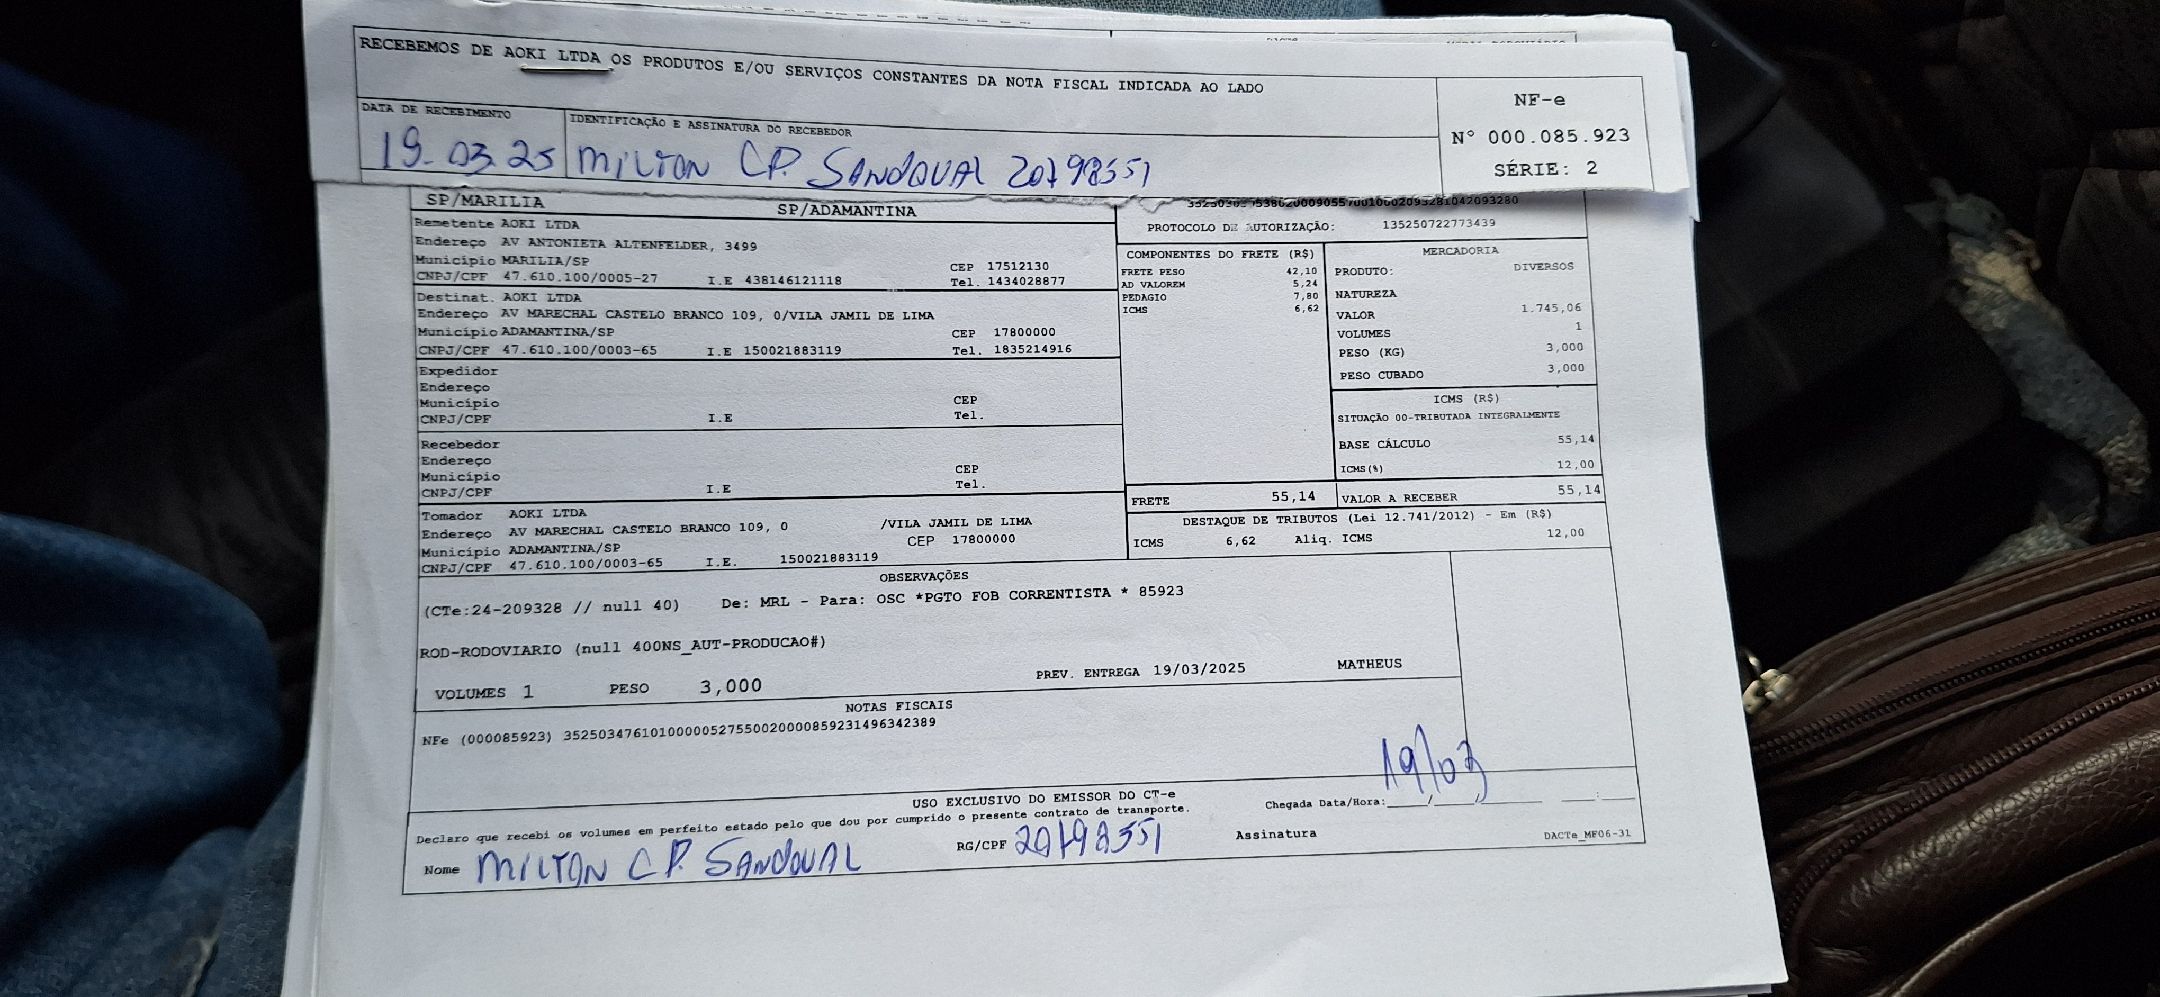 RECEBEMOS DE AOKI LTDA OS PRODUTOS E/OU SERVIÇOS CONSTANTES DA NOTA FISCAL INDICADA AO LADO
NF-e
Nº 000.085.923
SÉRIE: 2
DATA DE RECEBIMENTO
IDENTIFICAÇÃO E ASSINATURA DO RECEBEDOR
19-03.25 MILTON CP. SANDOVAL 20798551
SP/MARILIA SP/ADAMANTINA
Remetente AOKI LTDA
Endereço AV ANTONIETA ALTENFELDER, 3499
Município MARILIA/SP CEP 17512130
CNPJ/CPF 47.610.100/0005-27 I.E 438146121118 Tel. 1434028877
Destinat. AOKI LTDA
Endereço AV MARECHAL CASTELO BRANCO 109, 0/VILA JAMIL DE LIMA
Município ADAMANTINA/SP CEP 17800000
CNPJ/CPF 47.610.100/0003-65 I.E 150021883119 Tel. 1835214916
Expedidor
Endereço
Município CEP
CNPJ/CPF I.E Tel.
Recebedor
Endereço
Município CEP
CNPJ/CPF I.E Tel.
Tomador AOKI LTDA
Endereço AV MARECHAL CASTELO BRANCO 109, 0 /VILA JAMIL DE LIMA
Município ADAMANTINA/SP CEP 17800000
CNPJ/CPF 47.610.100/0003-65 I.E. 150021883119
PROTOCOLO DE AUTORIZAÇÃO: 135250722773439
COMPONENTES DO FRETE (R$)
FRETE PESO 42,10
AD VALOREM 5,24
PEDAGIO 7,80
ICMS 6,62
MERCADORIA
PRODUTO: DIVERSOS
NATUREZA
VALOR 1.745,06
VOLUMES 1
PESO (KG) 3,000
PESO CUBADO 3,000
ICMS (R$)
SITUAÇÃO 00-TRIBUTADA INTEGRALMENTE
BASE CÁLCULO 55,14
ICMS(%) 12,00
FRETE 55,14 VALOR A RECEBER 55,14
DESTAQUE DE TRIBUTOS (Lei 12.741/2012) - Em (R$)
ICMS 6,62 Aliq. ICMS 12,00
OBSERVAÇÕES
(CTe:24-209328 // null 40) De: MRL - Para: OSC *PGTO FOB CORRENTISTA * 85923
ROD-RODOVIARIO (null 400NS_AUT-PRODUCAO#)
VOLUMES 1 PESO 3,000 PREV. ENTREGA 19/03/2025 MATHEUS
NOTAS FISCAIS
NFe (000085923) 35250347610100000527550020000859231496342389
19/03
USO EXCLUSIVO DO EMISSOR DO CT-e
Declaro que recebi os volumes em perfeito estado pelo que dou por cumprido o presente contrato de transporte.
Chegada Data/Hora:____/____/______ ___:___
Nome MILTON CP. SANDOVAL RG/CPF 20798551 Assinatura
DACTe_MF06-31